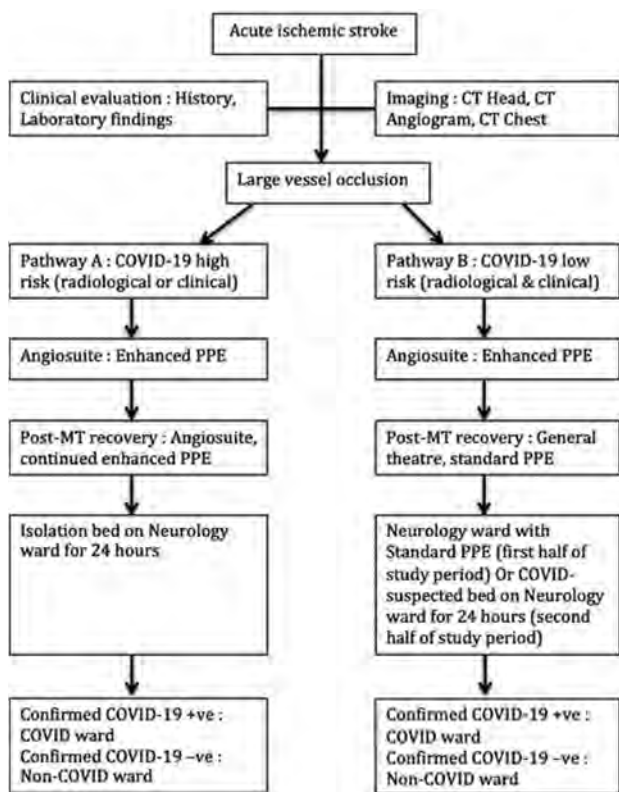 Acute ischemic stroke
Clinical evaluation : History,
Laboratory findings
Imaging : CT Head, CT
Angiogram, CT Chest
Large vessel occlusion
Pathway A : COVID-19 high
risk (radiological or clinical)
Pathway B : COVID-19 low
risk (radiological & clinical)
Angiosuite : Enhanced PPE
Angiosuite : Enhanced PPE
Post-MT recovery : Angiosuite,
continued enhanced PPE
Post-MT recovery : General
theatre, standard PPE
Isolation bed on Neurology
ward for 24 hours
Neurology ward with
Standard PPE (first half of
study period) Or COVID-
suspected bed on Neurology
ward for 24 hours (second
half of study period)
Confirmed COVID-19 +ve :
COVID ward
Confirmed COVID-19 –ve :
Non-COVID ward
Confirmed COVID-19 +ve :
COVID ward
Confirmed COVID-19 –ve :
Non-COVID ward